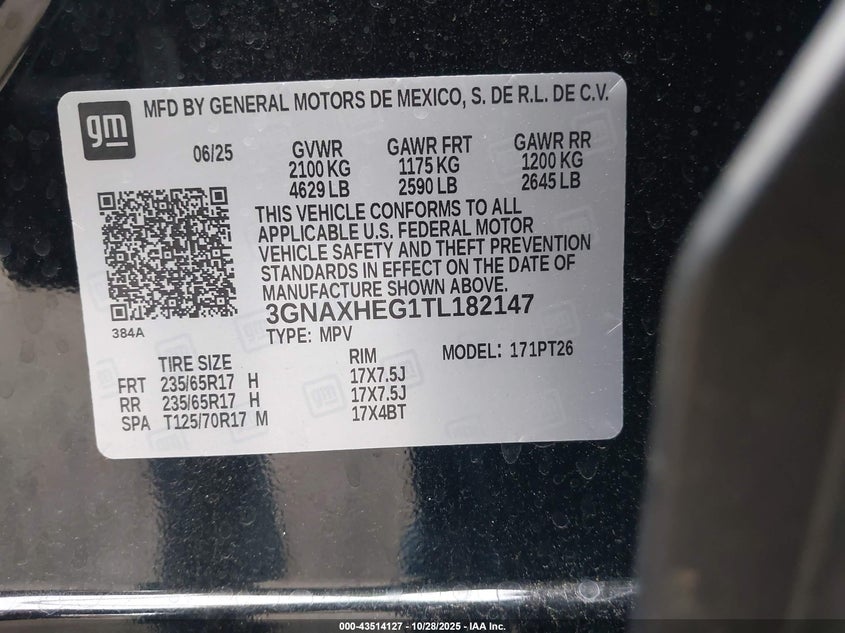 gm
MFD BY GENERAL MOTORS DE MEXICO, S. DE R.L. DE C.V.
06/25 GVWR GAWR FRT GAWR RR
2100 KG 1175 KG 1200 KG
4629 LB 2590 LB 2645 LB
THIS VEHICLE CONFORMS TO ALL
APPLICABLE U.S. FEDERAL MOTOR
VEHICLE SAFETY AND THEFT PREVENTION
STANDARDS IN EFFECT ON THE DATE OF
MANUFACTURE SHOWN ABOVE.
3GNAXHEG1TL182147
384A
TYPE: MPV
MODEL: 171PT26
TIRE SIZE RIM
FRT 235/65R17 H 17X7.5J
RR 235/65R17 H 17X7.5J
SPA T125/70R17 M 17X4BT
000-43514127 - 10/28/2025 - IAA Inc.